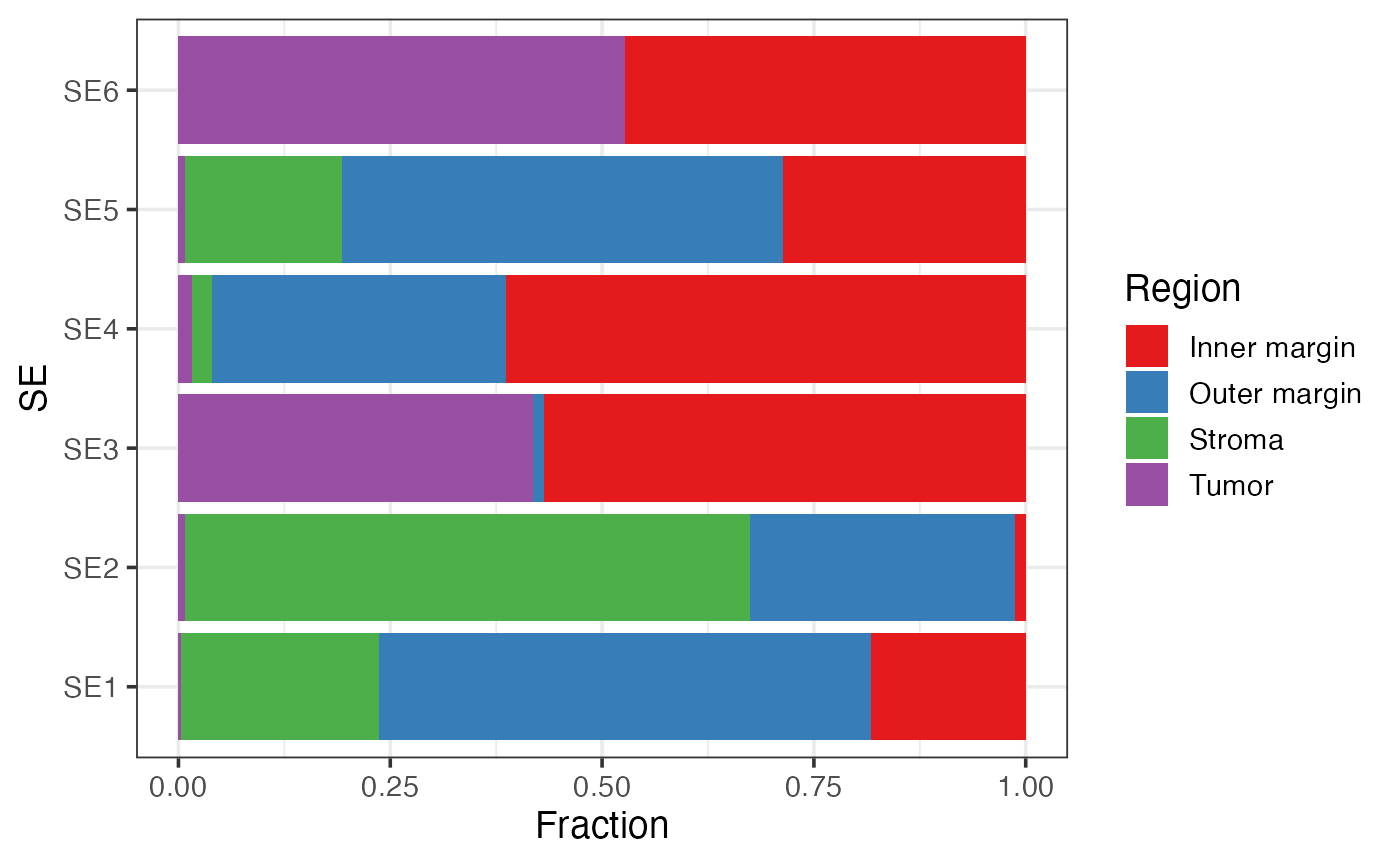 SE
SE6
SE5
SE4
SE3
SE2
SE1
0.00 0.25 0.50 0.75 1.00
Fraction
Region
Inner margin
Outer margin
Stroma
Tumor